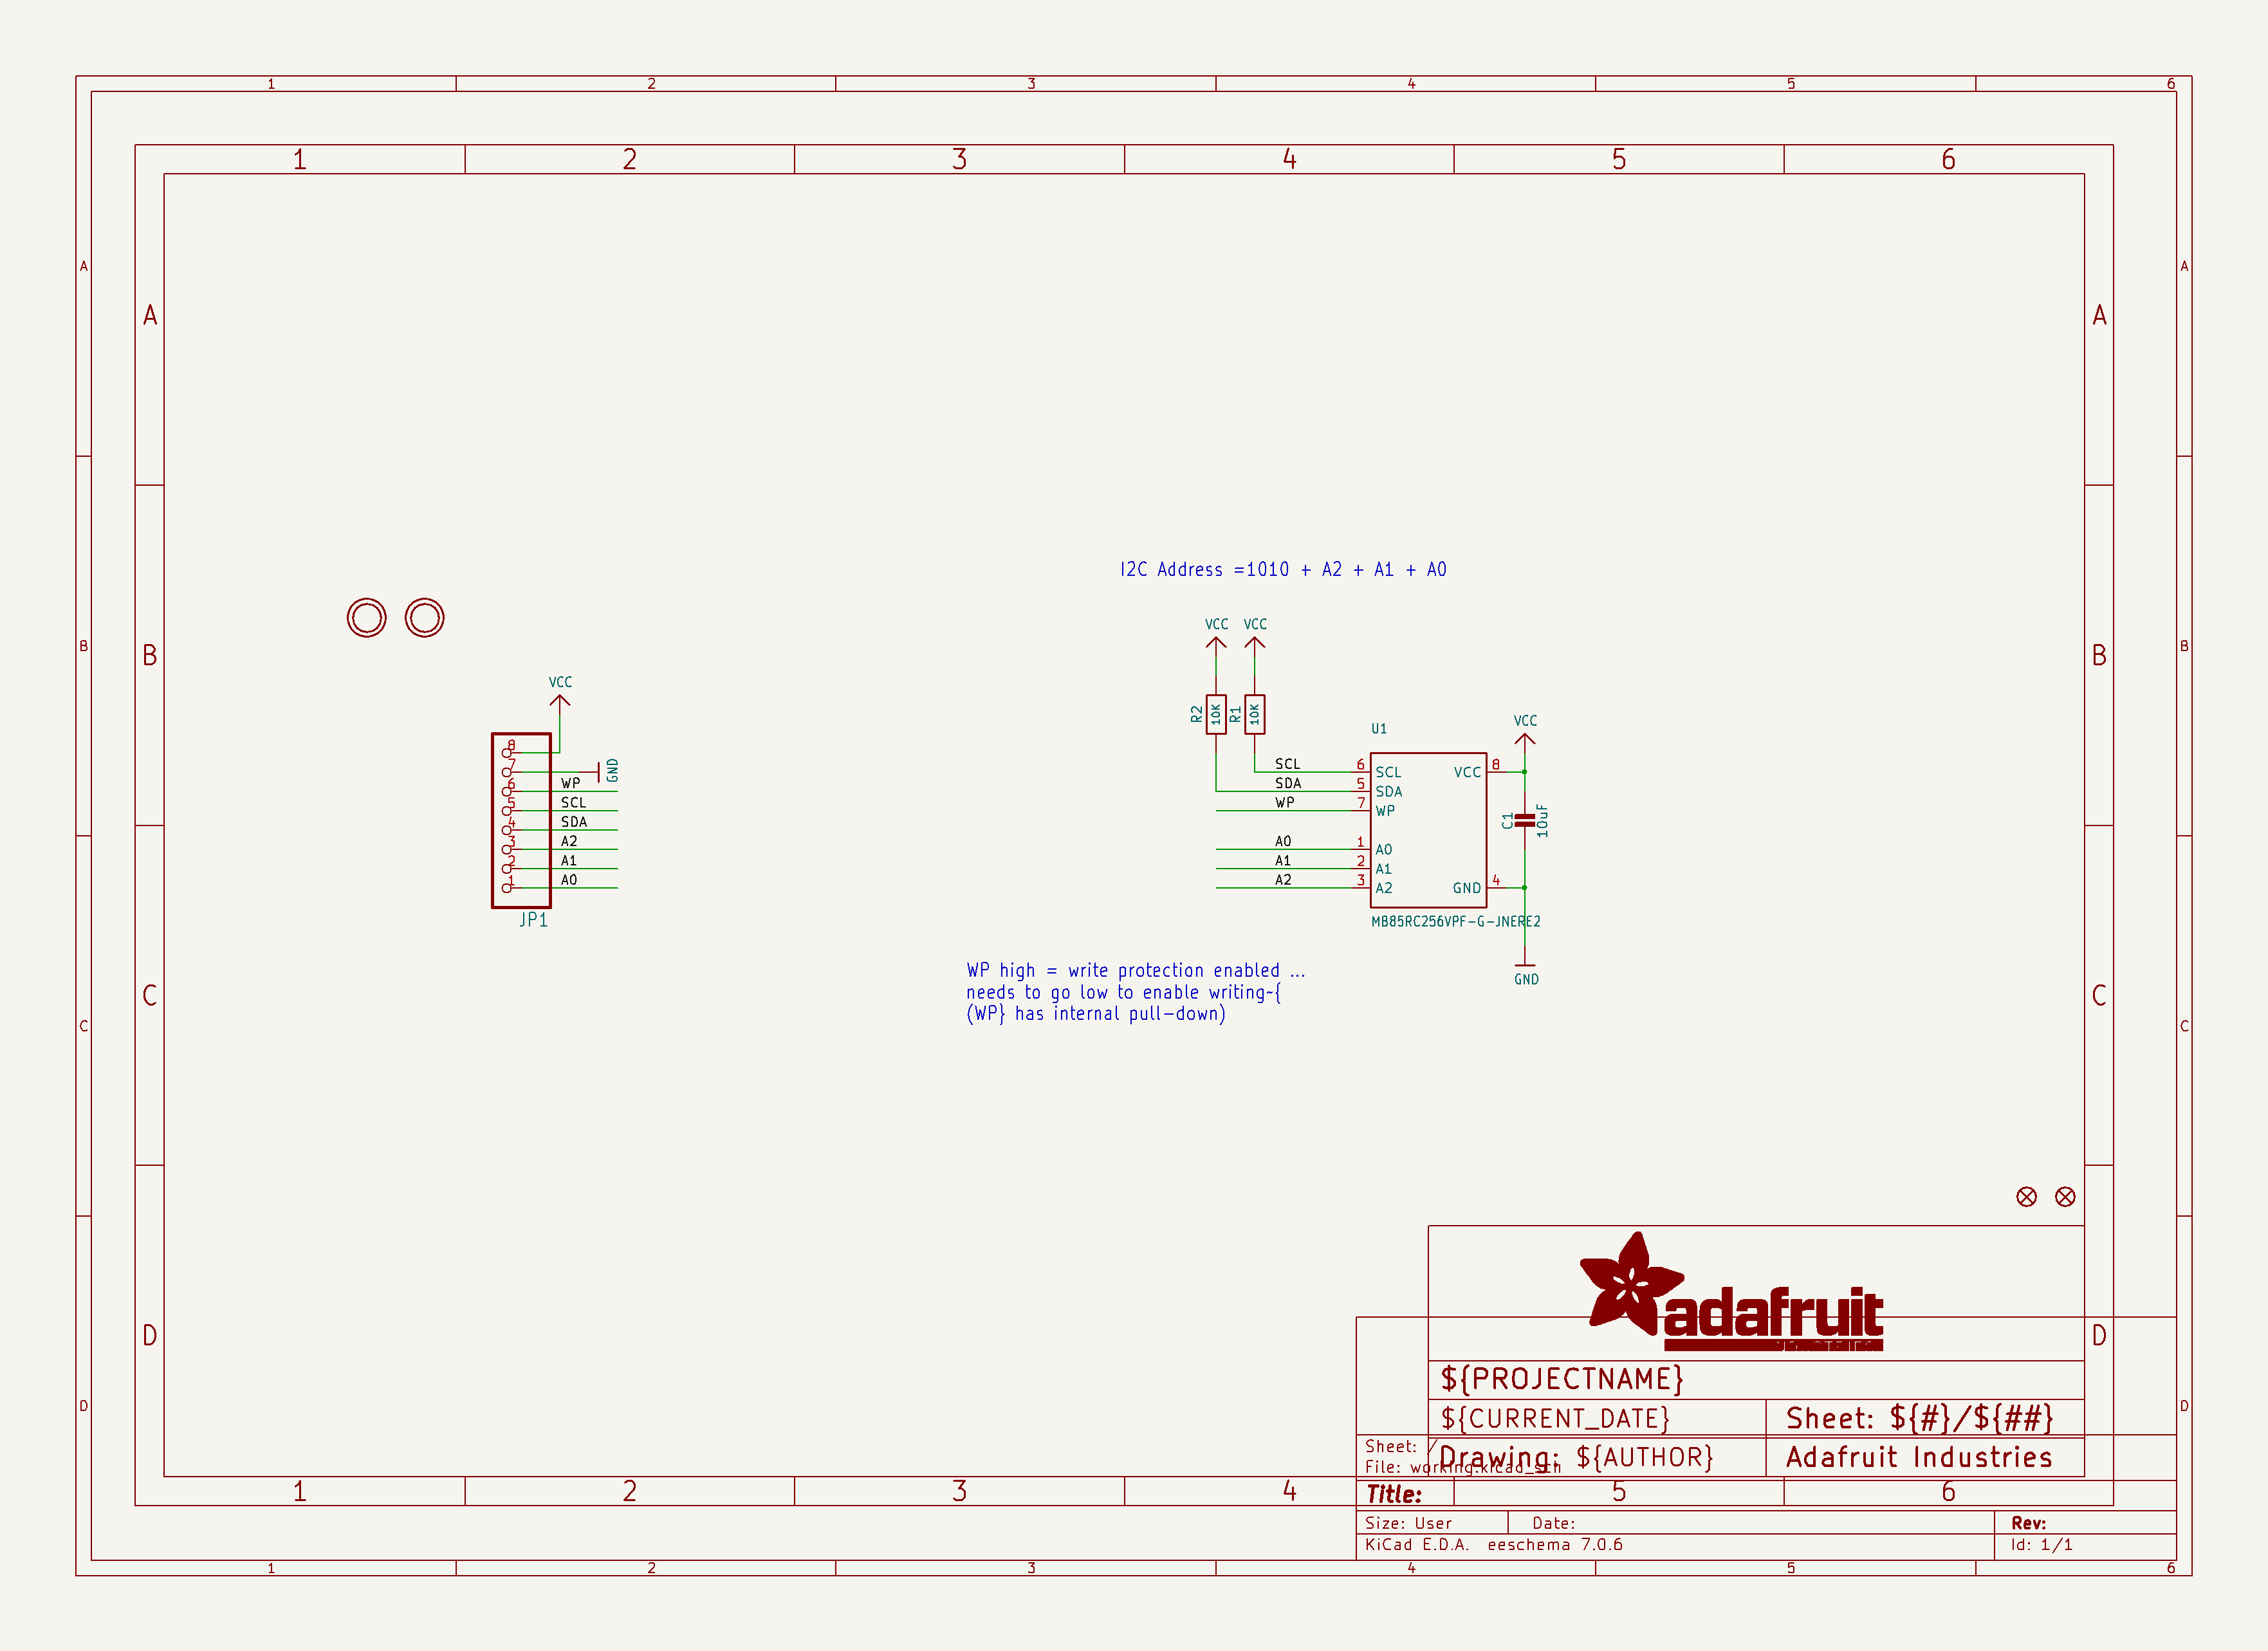 1 2 3 4 5 6
1 2 3 4 5 6
A A
A A
I2C Address =1010 + A2 + A1 + A0
VCC VCC
B B
B B
VCC
R2 10K R1 10K
VCC
U1
8
7 GND
6 WP
5 SCL
4 SDA
3 A2
2 A1
1 A0
JP1
SCL 6 SCL VCC 8
SDA 5 SDA
WP 7 WP
C1 10uF
A0 1 A0
A1 2 A1
A2 3 A2 GND 4
MB85RC256VPF-G-JNERE2
WP high = write protection enabled ...
needs to go low to enable writing~{
(WP} has internal pull-down)
GND
C C
C C
adafruit
D D
${PROJECTNAME}
D D
${CURRENT_DATE} Sheet: ${#}/${##}
Sheet: /
Drawing: ${AUTHOR} Adafruit Industries
File: working.kicad_sch
1 2 3 4 5 6
Title:
Size: User Date: Rev:
KiCad E.D.A. eeschema 7.0.6 Id: 1/1
1 2 3 4 5 6